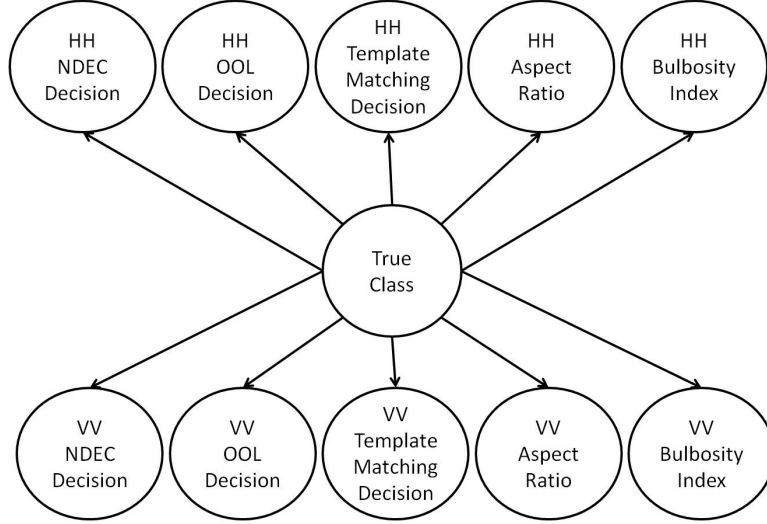 HH
NDEC
Decision
HH
OOL
Decision
HH
Template
Matching
Decision
HH
Aspect
Ratio
HH
Bulbosity
Index
True
Class
VV
NDEC
Decision
VV
OOL
Decision
VV
Template
Matching
Decision
VV
Aspect
Ratio
VV
Bulbosity
Index